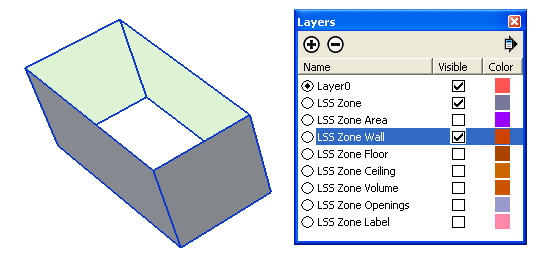 Layers
Name Visible Color
Layer0
LSS Zone
LSS Zone Area
LSS Zone Wall
LSS Zone Floor
LSS Zone Ceiling
LSS Zone Volume
LSS Zone Openings
LSS Zone Label